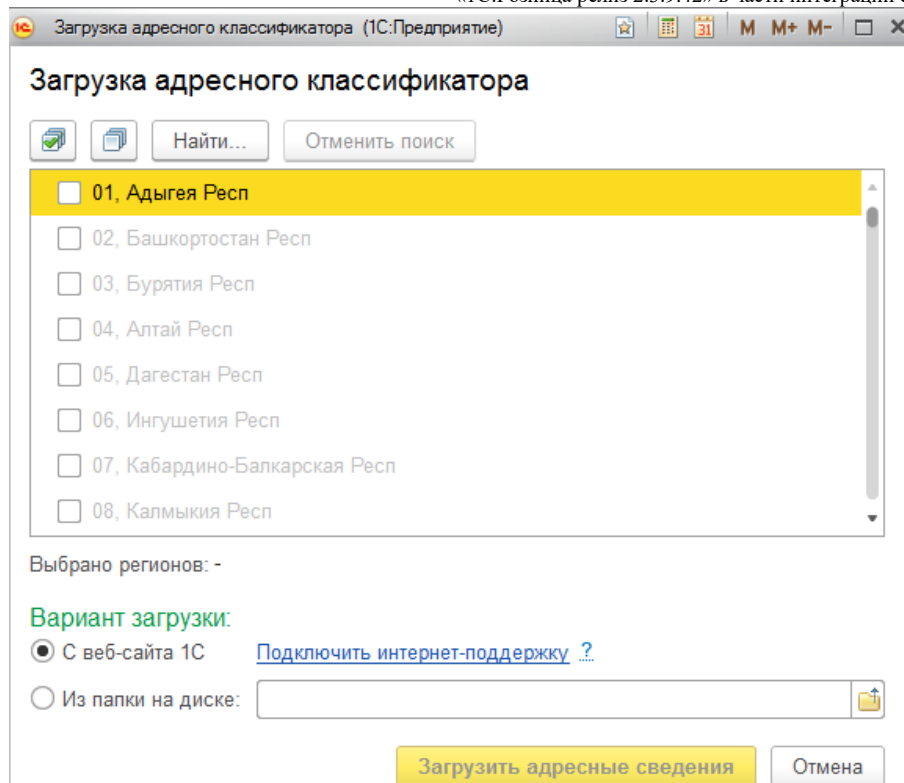 Загрузка адресного классификатора (1С:Предприятие) 31 M M+ M-
Загрузка адресного классификатора
Найти... Отменить поиск
01, Адыгея Респ
02, Башкортостан Респ
03, Бурятия Респ
04, Алтай Респ
05, Дагестан Респ
06, Ингушетия Респ
07, Кабардино-Балкарская Респ
08, Калмыкия Респ
Выбрано регионов: -
Вариант загрузки:
С веб-сайта 1С Подключить интернет-поддержку ?
Из папки на диске:
Загрузить адресные сведения Отмена